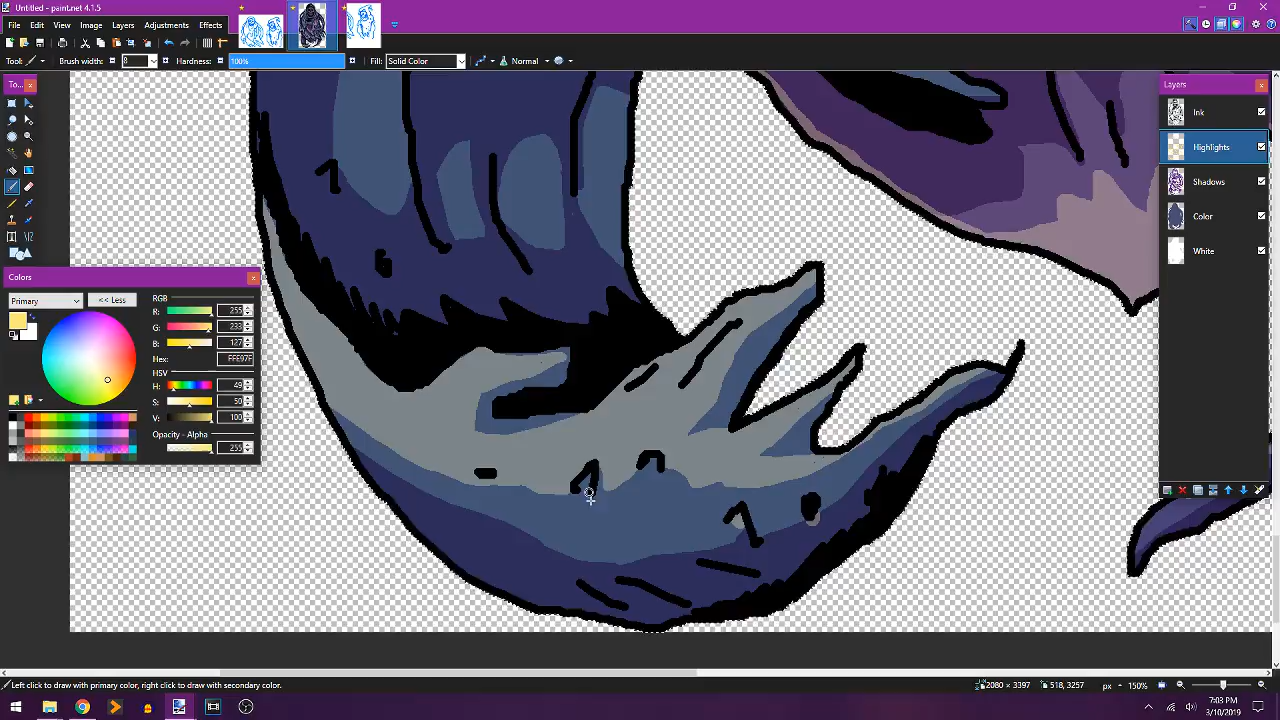 Untitled - paint.net 4.1.5
File Edit View Image Layers Adjustments Effects
Tool: Brush width: 8 Hardness: 100% Fill: Solid Color Normal
To...
Layers
Ink
Highlights
Shadows
Color
White
Colors
Primary << Less RGB
R: 255
G: 233
B: 127
Hex: FFE97F
HSV
H: 49
S: 50
V: 100
Opacity - Alpha
255
Left click to draw with primary color, right click to draw with secondary color. 2080 × 3397 518, 3257 px 150%
7:03 PM
3/10/2019